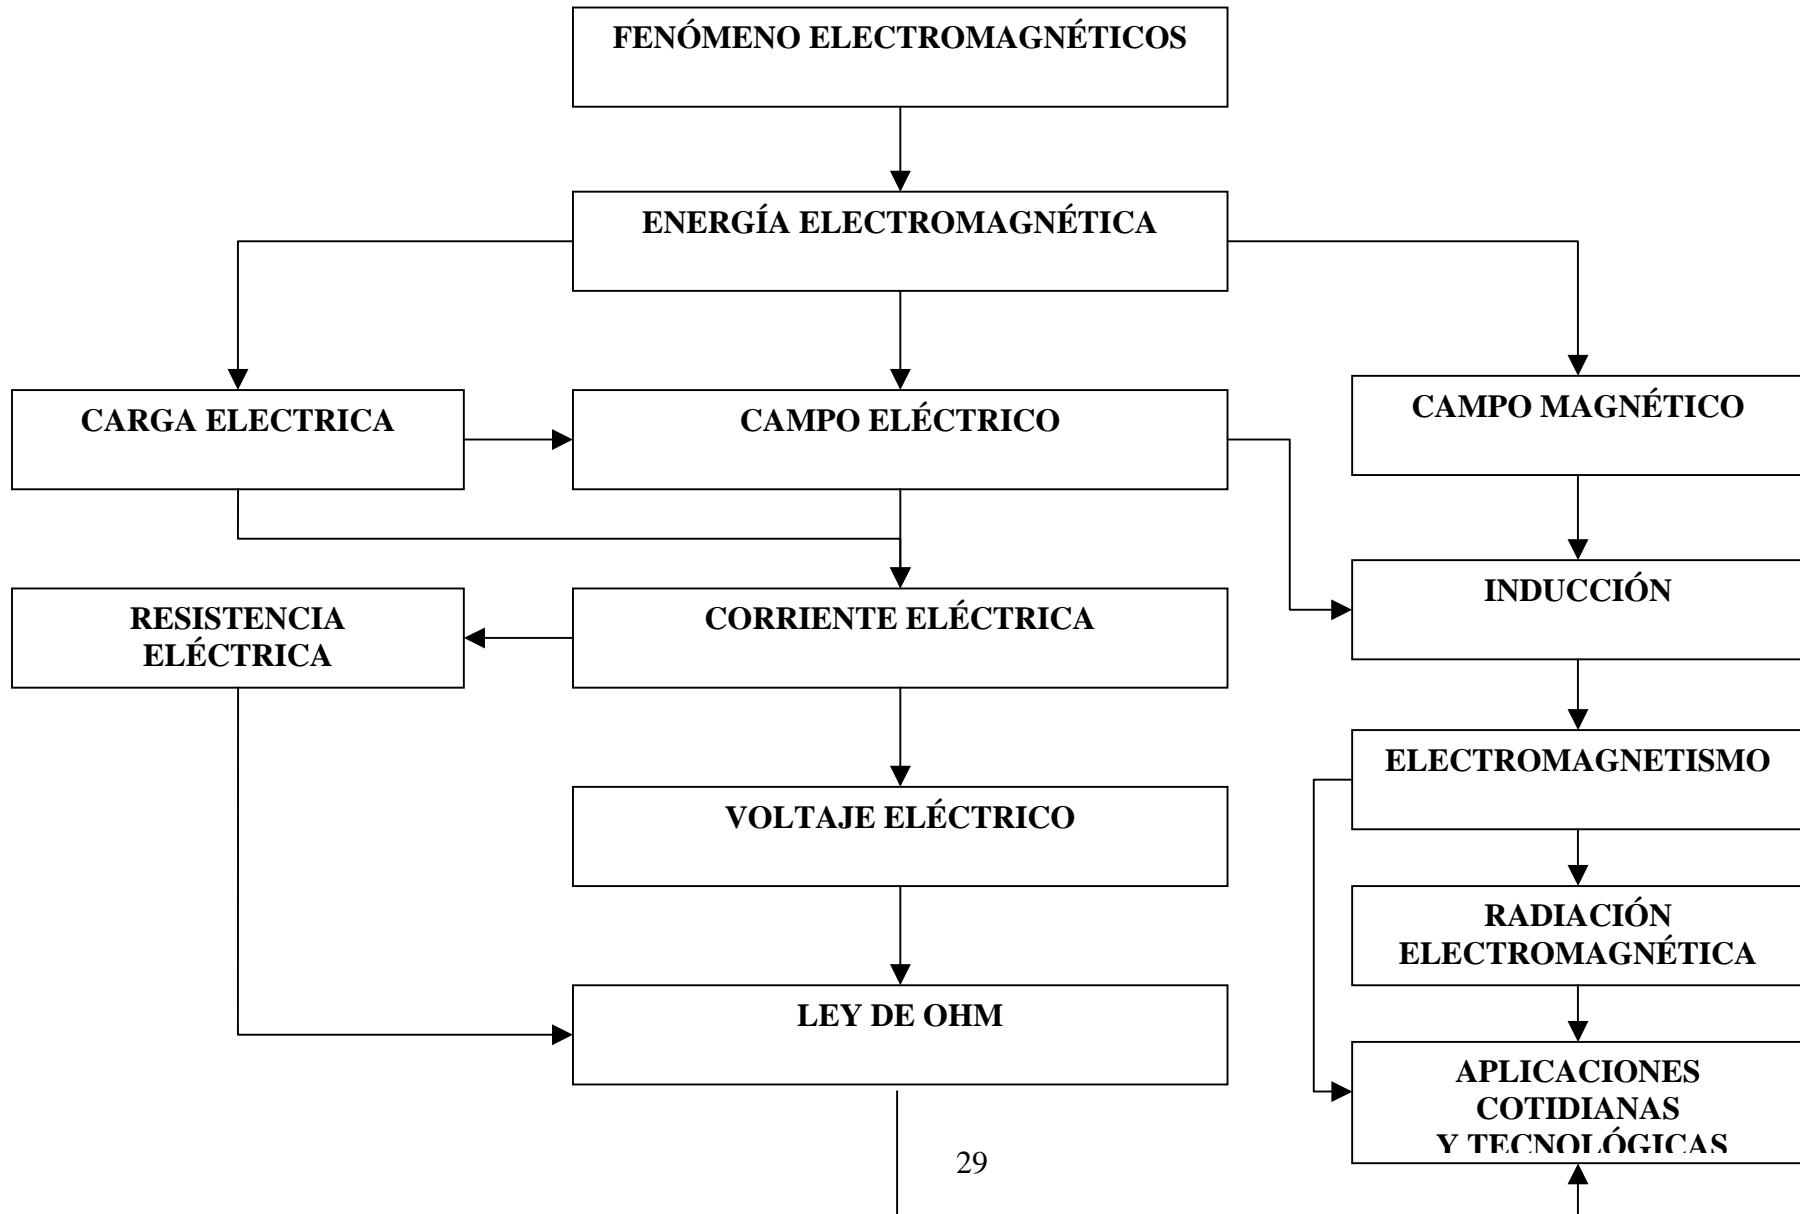 FENÓMENO ELECTROMAGNÉTICOS
ENERGÍA ELECTROMAGNÉTICA
CARGA ELECTRICA
CAMPO ELÉCTRICO
CAMPO MAGNÉTICO
RESISTENCIA
ELÉCTRICA
CORRIENTE ELÉCTRICA
INDUCCIÓN
ELECTROMAGNETISMO
VOLTAJE ELÉCTRICO
RADIACIÓN
ELECTROMAGNÉTICA
LEY DE OHM
APLICACIONES
COTIDIANAS
Y TECNOLÓGICAS
29